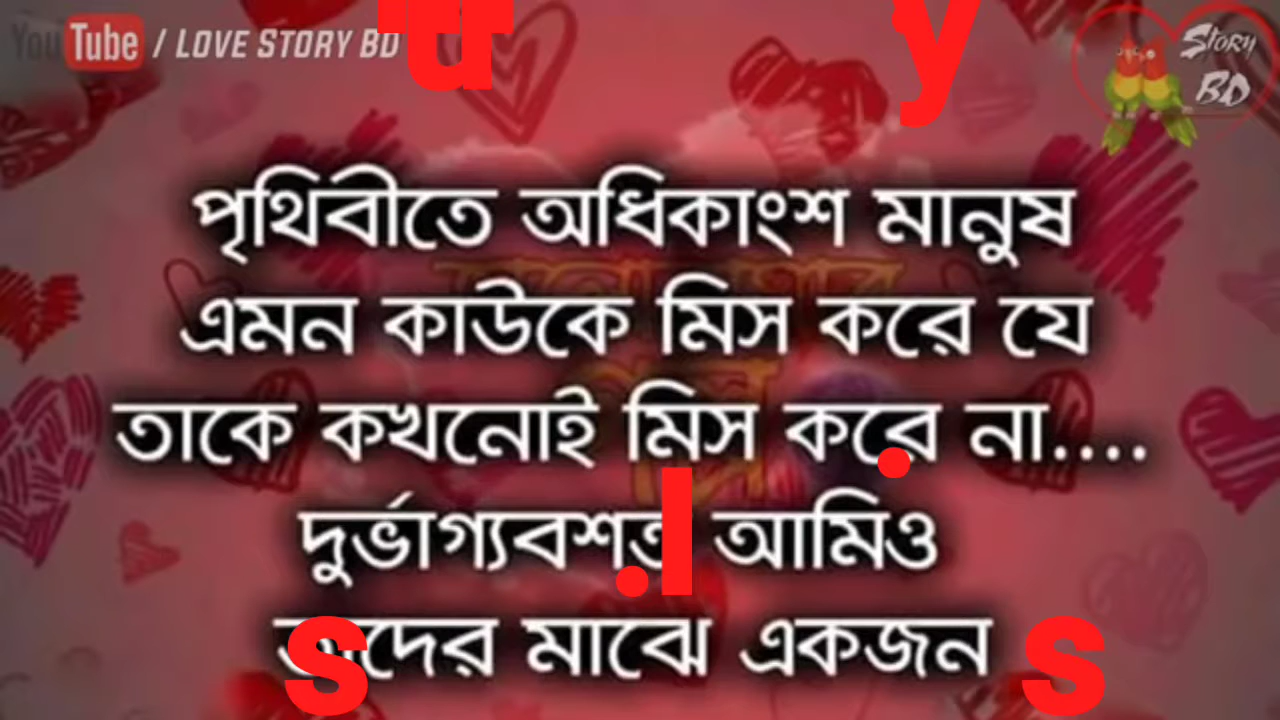 YouTube / LOVE STORY BD
STORY
BD
পৃথিবীতে অধিকাংশ মানুষ
এমন কাউকে মিস করে যে
তাকে কখনোই মিস করে না....
দুর্ভাগ্যবশত আমিও
তাদের মাঝে একজন